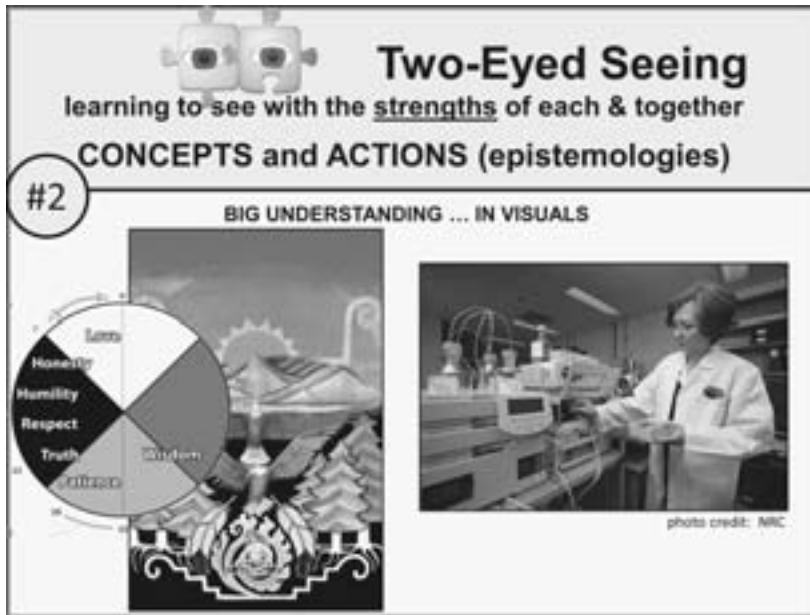 Two-Eyed Seeing
learning to see with the strengths of each & together
CONCEPTS and ACTIONS (epistemologies)
#2
BIG UNDERSTANDING … IN VISUALS
Love
Honesty
Humility
Respect
Truth
Wisdom
Patience
photo credit: NRC